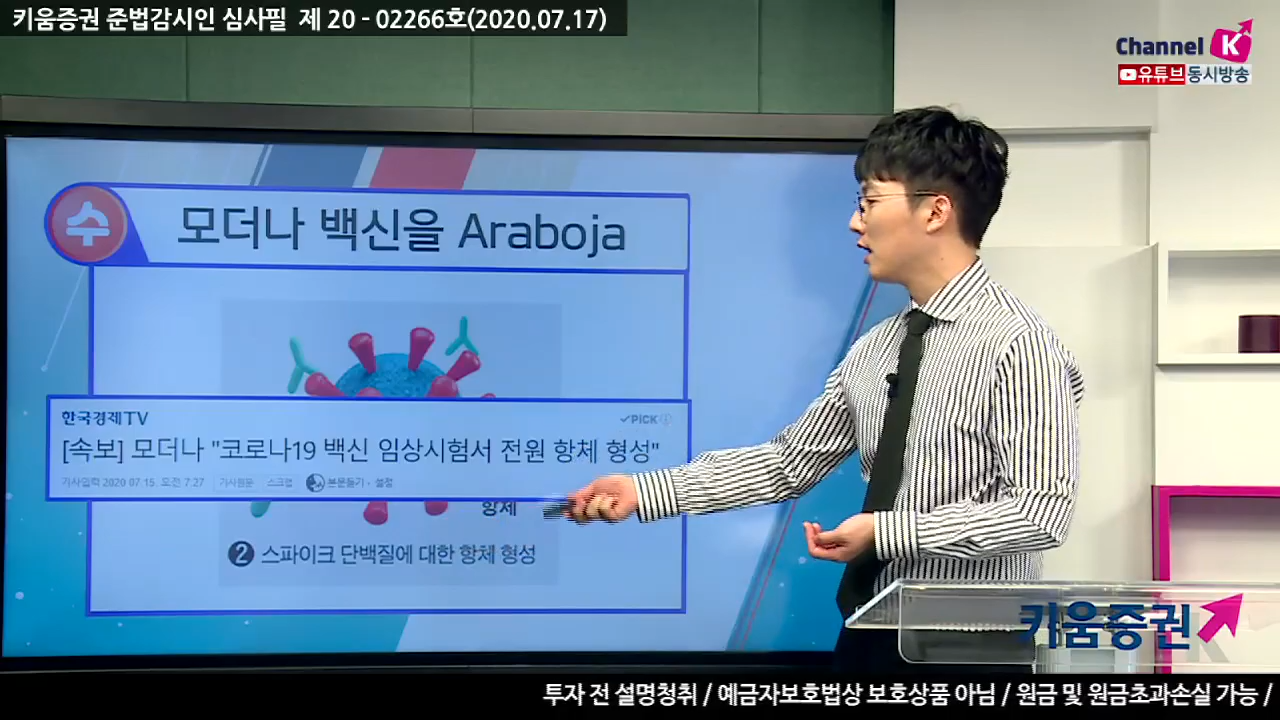 키움증권 준법감시인 심사필 제 20 - 02266호(2020.07.17)
Channel K
유튜브동시방송
수
모더나 백신을 Araboja
한국경제TV
✓PICK
[속보] 모더나 "코로나19 백신 임상시험서 전원 항체 형성"
기사입력 2020.07.15. 오전 7.27 기사원문 스크랩 본문듣기 · 설정
항체
2 스파이크 단백질에 대한 항체 형성
키움증권
투자 전 설명청취 / 예금자보호법상 보호상품 아님 / 원금 및 원금초과손실 가능 /